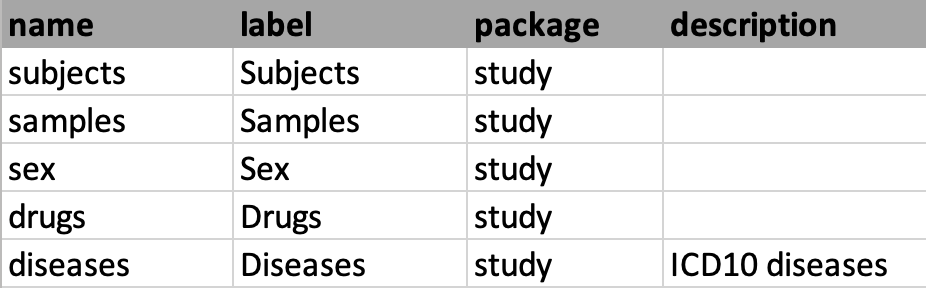 name label package description
subjects Subjects study
samples Samples study
sex Sex study
drugs Drugs study
diseases Diseases study ICD10 diseases